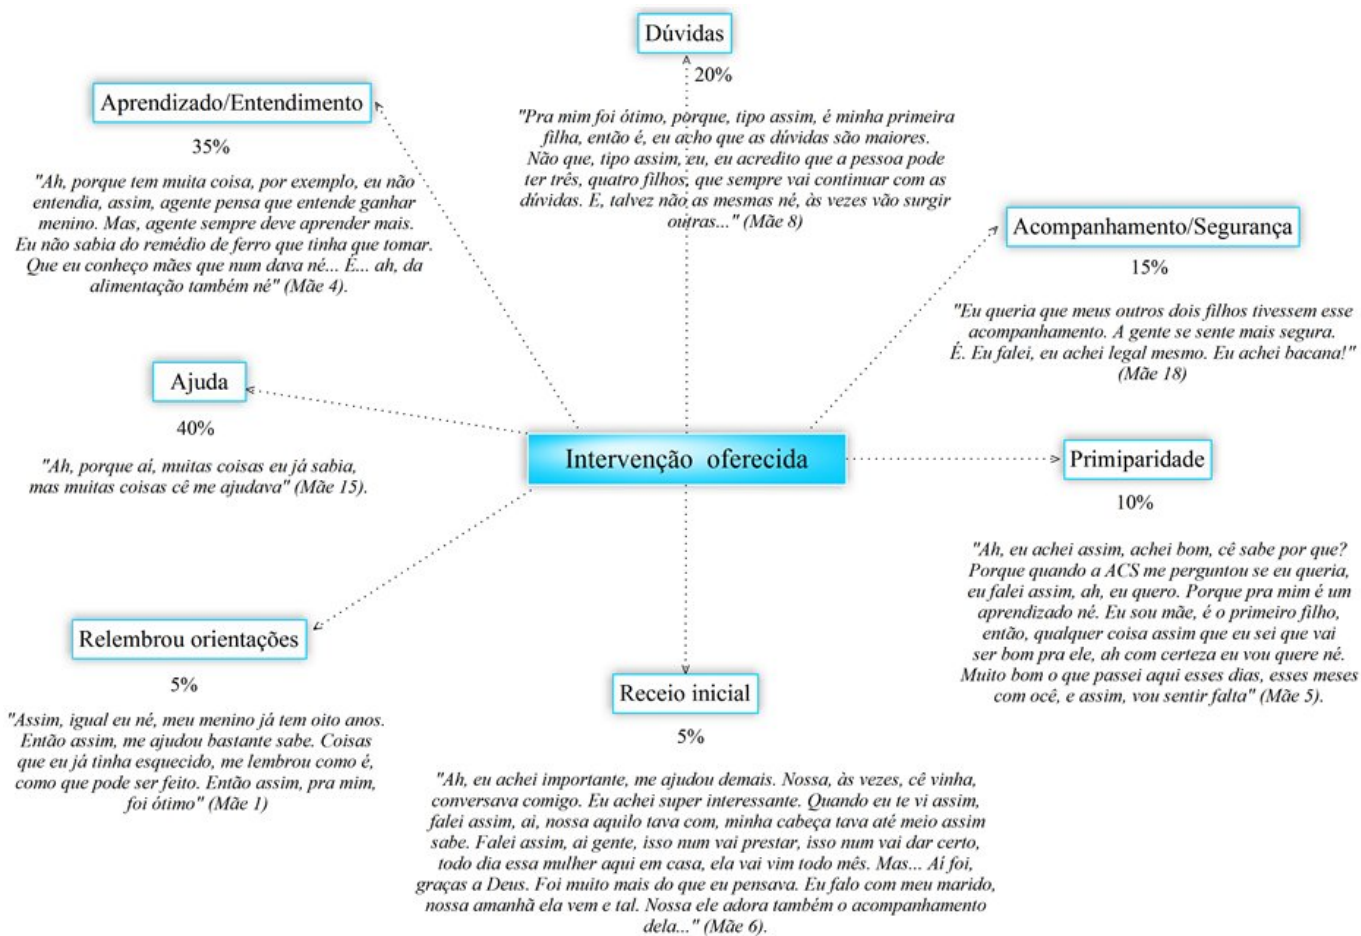 Dúvidas
20%
"Pra mim foi ótimo, porque, tipo assim, é minha primeira
filha, então é, eu acho que as dúvidas são maiores.
Não que, tipo assim, eu, eu acredito que a pessoa pode
ter três, quatro filhos, que sempre vai continuar com as
dúvidas. E, talvez não as mesmas né, às vezes vão surgir
outras..." (Mãe 8)
Aprendizado/Entendimento
35%
"Ah, porque tem muita coisa, por exemplo, eu não
entendia, assim, agente pensa que entende ganhar
menino. Mas, agente sempre deve aprender mais.
Eu não sabia do remédio de ferro que tinha que tomar.
Que eu conheço mães que num dava né... É... ah, da
alimentação também né" (Mãe 4).
Acompanhamento/Segurança
15%
"Eu queria que meus outros dois filhos tivessem esse
acompanhamento. A gente se sente mais segura.
É. Eu falei, eu achei legal mesmo. Eu achei bacana!"
(Mãe 18)
Ajuda
40%
"Ah, porque aí, muitas coisas eu já sabia,
mas muitas coisas cê me ajudava" (Mãe 15).
Intervenção oferecida
Primiparidade
10%
"Ah, eu achei assim, achei bom, cê sabe por que?
Porque quando a ACS me perguntou se eu queria,
eu falei assim, ah, eu quero. Porque pra mim é um
aprendizado né. Eu sou mãe, é o primeiro filho,
então, qualquer coisa assim que eu sei que vai
ser bom pra ele, ah com certeza eu vou quere né.
Muito bom o que passei aqui esses dias, esses meses
com ocê, e assim, vou sentir falta" (Mãe 5).
Relembrou orientações
5%
"Assim, igual eu né, meu menino já tem oito anos.
Então assim, me ajudou bastante sabe. Coisas
que eu já tinha esquecido, me lembrou como é,
como que pode ser feito. Então assim, pra mim,
foi ótimo" (Mãe 1)
Receio inicial
5%
"Ah, eu achei importante, me ajudou demais. Nossa, às vezes, cê vinha,
conversava comigo. Eu achei super interessante. Quando eu te vi assim,
falei assim, ai, nossa aquilo tava com, minha cabeça tava até meio assim
sabe. Falei assim, ai gente, isso num vai prestar, isso num vai dar certo,
todo dia essa mulher aqui em casa, ela vai vim todo mês. Mas... Aí foi,
graças a Deus. Foi muito mais do que eu pensava. Eu falo com meu marido,
nossa amanhã ela vem e tal. Nossa ele adora também o acompanhamento
dela..." (Mãe 6).